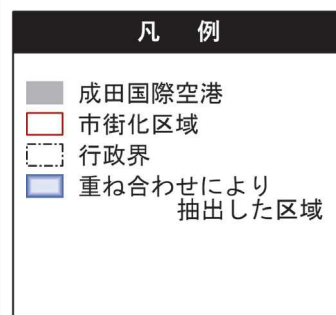 凡 例
成田国際空港
市街化区域
行政界
重ね合わせにより
抽出した区域